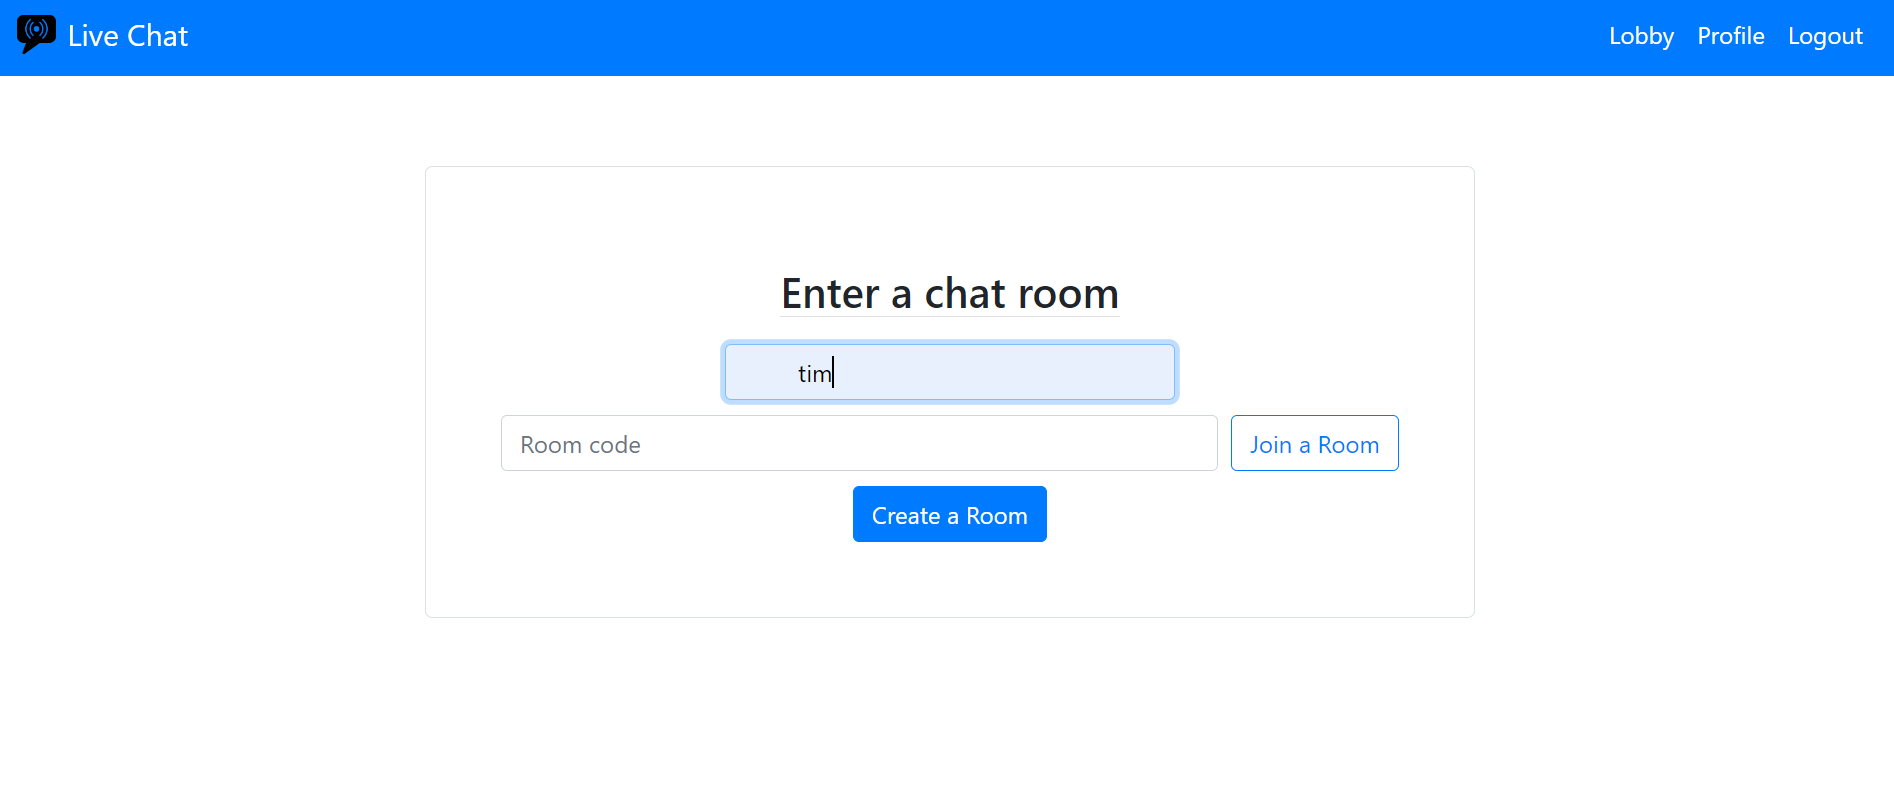 Live Chat
Lobby Profile Logout
Enter a chat room
tim
Room code
Join a Room
Create a Room